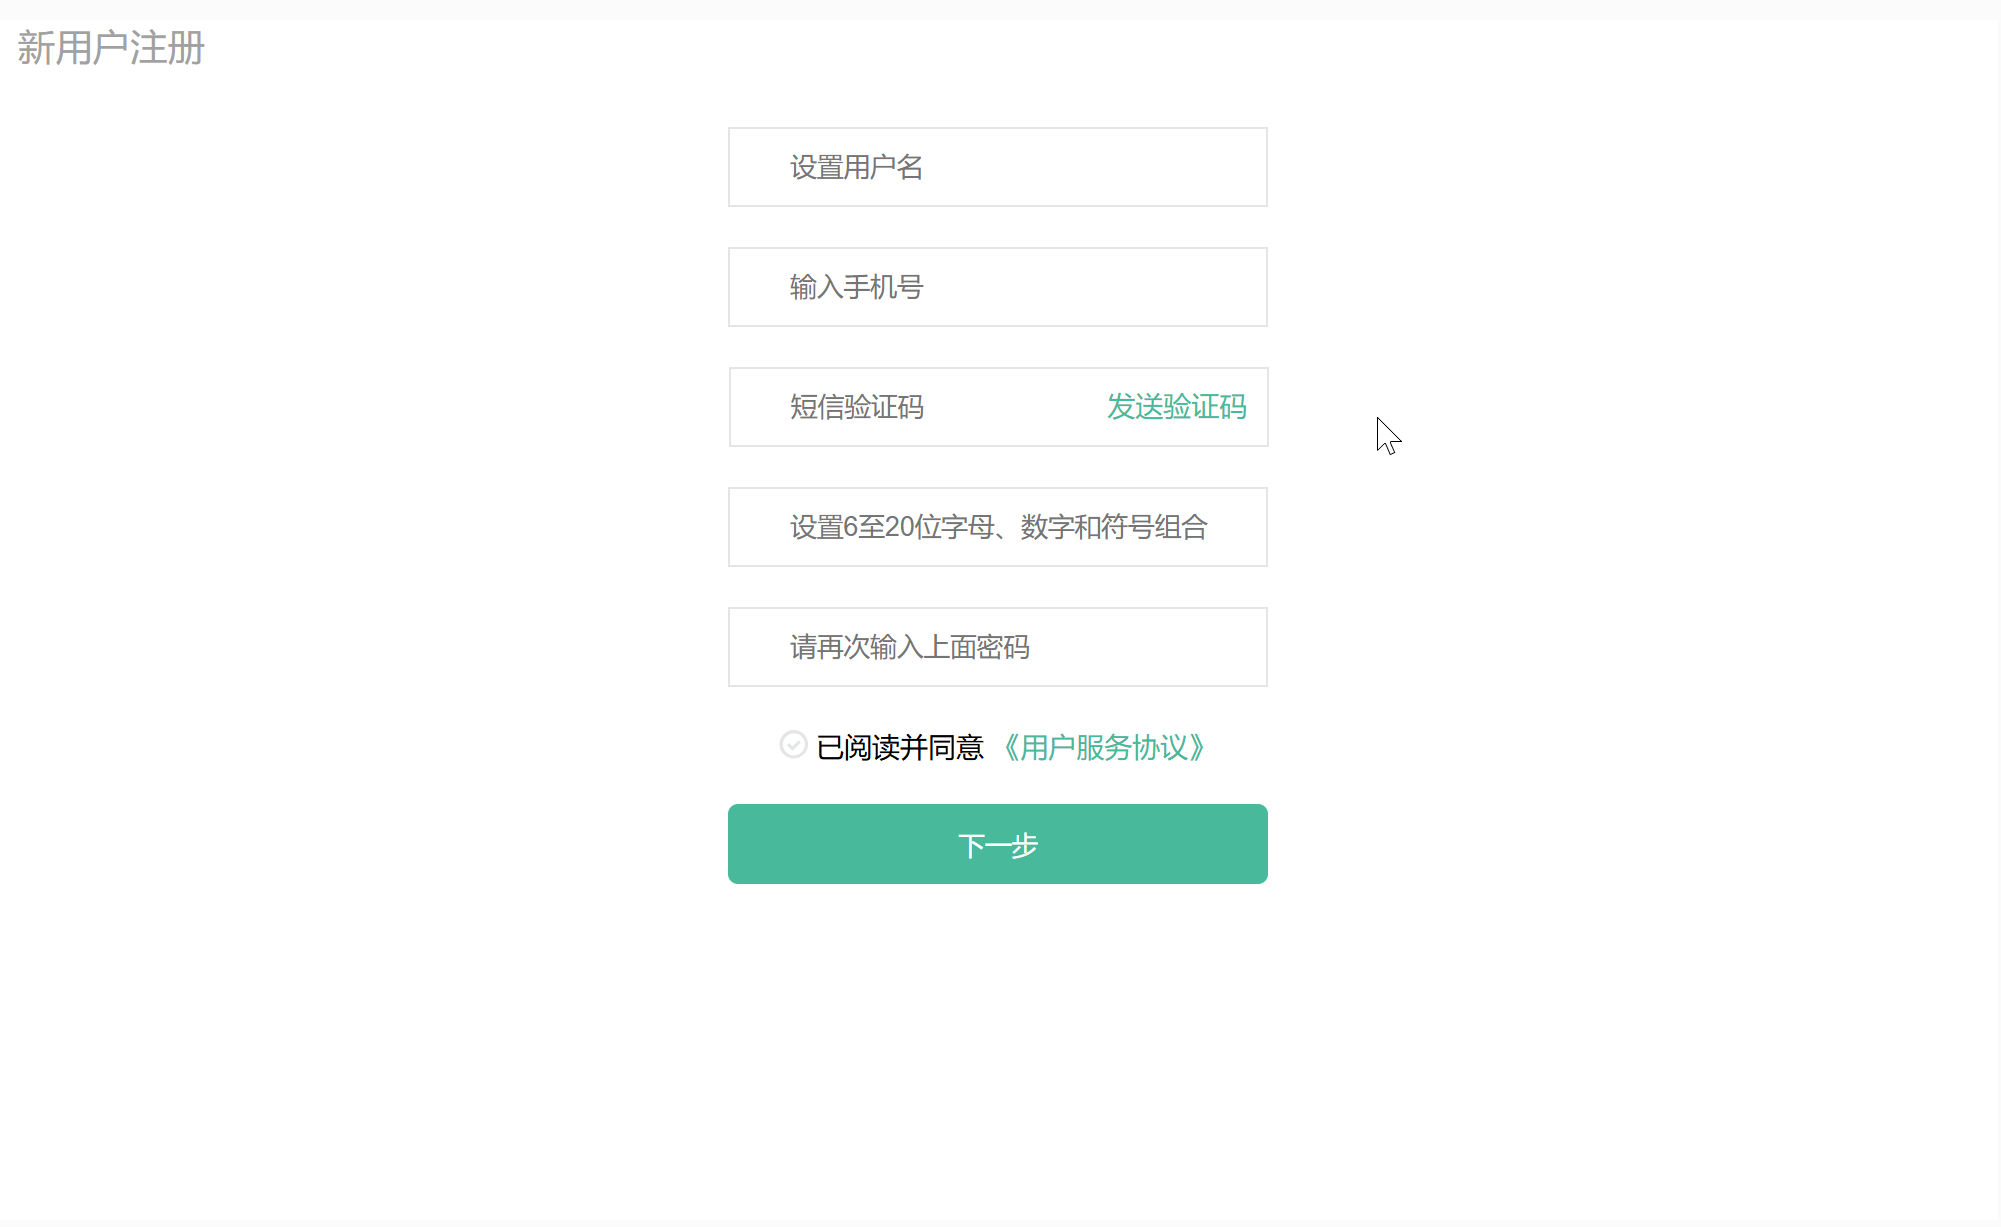 新用户注册
设置用户名
输入手机号
短信验证码 发送验证码
设置6至20位字母、数字和符号组合
请再次输入上面密码
已阅读并同意《用户服务协议》
下一步